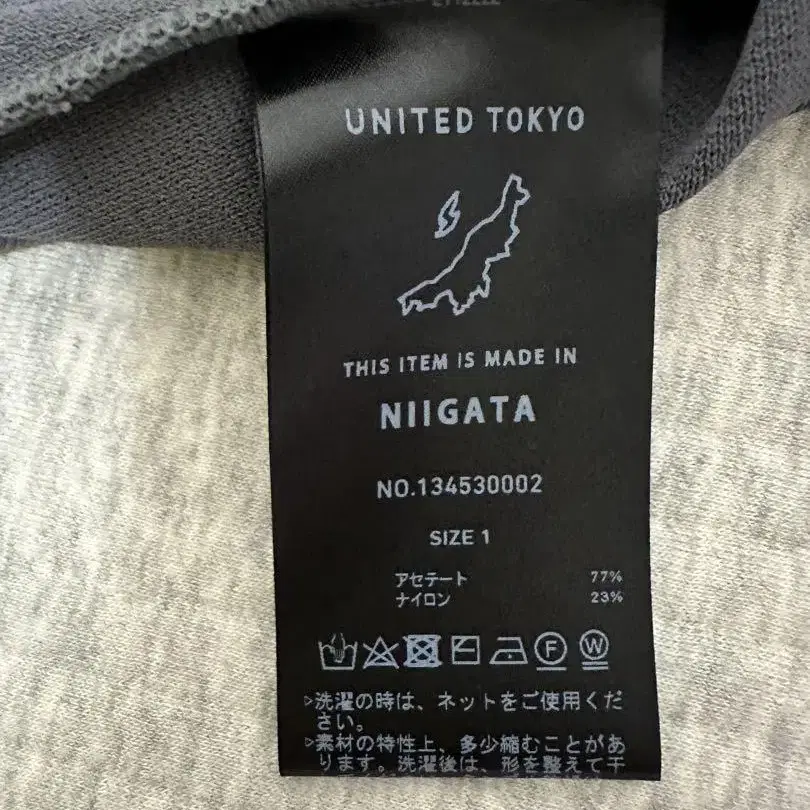 UNITED TOKYO
THIS ITEM IS MADE IN
NIIGATA
NO.134530002
SIZE 1
アセテート 77%
ナイロン 23%
F W
▷洗濯の時は、ネットをご使用くだ
さい。
▷素材の特性上、多少縮むことがあ
ります。洗濯後は、形を整えて干